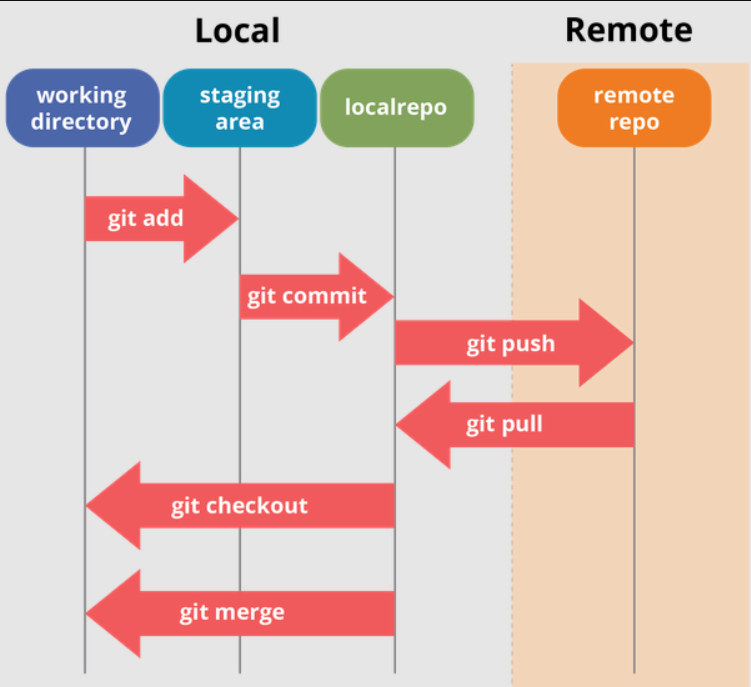 Local
Remote
working
directory
staging
area
localrepo
remote
repo
git add
git commit
git push
git pull
git checkout
git merge